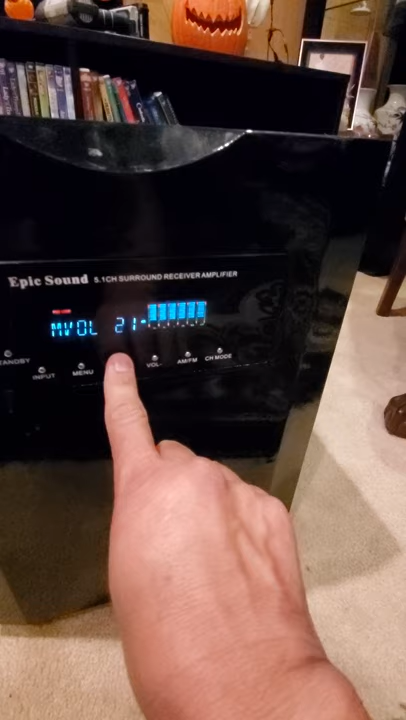 Epic Sound 5.1CH SURROUND RECEIVER AMPLIFIER
MVOL 21
STANDBY
INPUT
MENU
VOL-
AM/FM
CH MODE